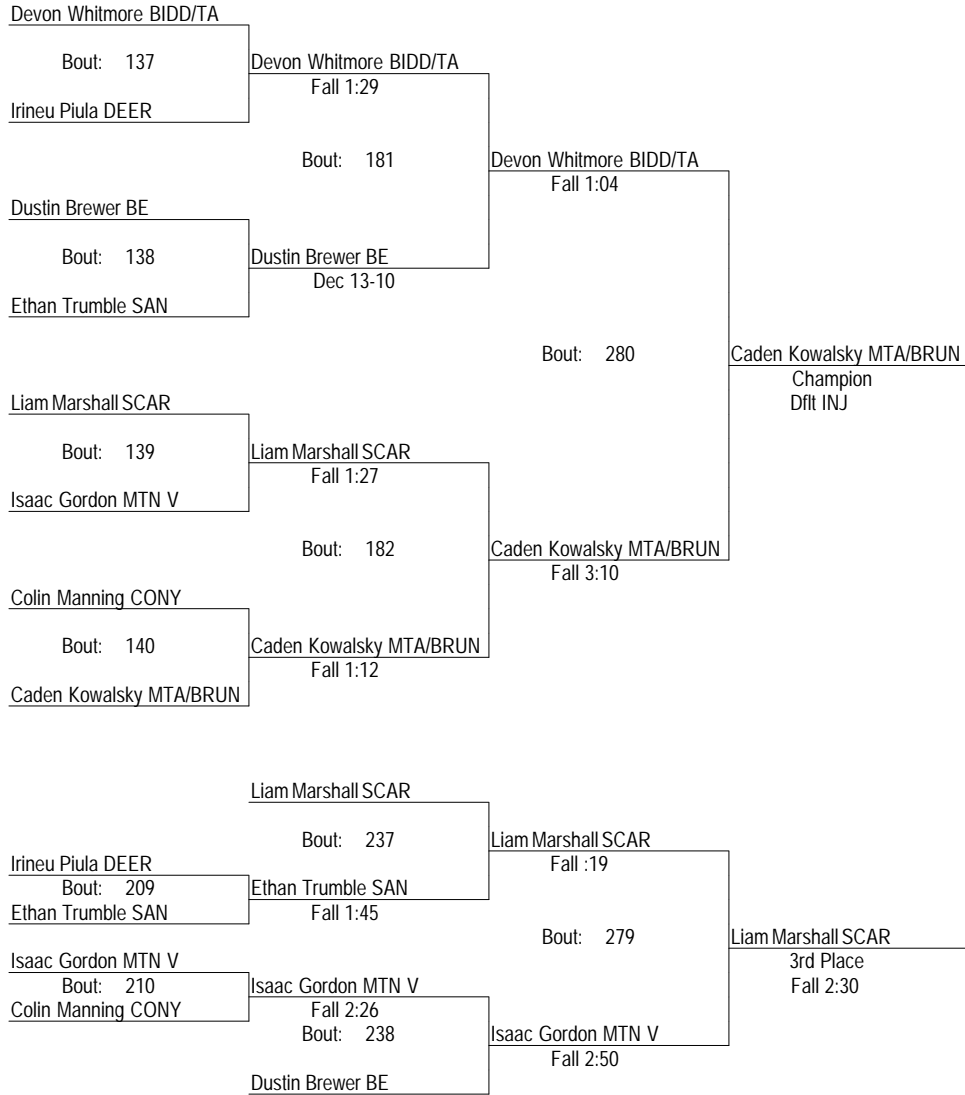 Devon Whitmore BIDD/TA
Bout: 137
Devon Whitmore BIDD/TA
Fall 1:29
Irineu Piula DEER
Bout: 181
Devon Whitmore BIDD/TA
Fall 1:04
Dustin Brewer BE
Bout: 138
Dustin Brewer BE
Dec 13-10
Ethan Trumble SAN
Bout: 280
Caden Kowalsky MTA/BRUN
Champion
Dflt INJ
Liam Marshall SCAR
Bout: 139
Liam Marshall SCAR
Fall 1:27
Isaac Gordon MTN V
Bout: 182
Caden Kowalsky MTA/BRUN
Fall 3:10
Colin Manning CONY
Bout: 140
Caden Kowalsky MTA/BRUN
Fall 1:12
Caden Kowalsky MTA/BRUN
Liam Marshall SCAR
Bout: 237
Liam Marshall SCAR
Fall :19
Irineu Piula DEER
Bout: 209
Ethan Trumble SAN
Fall 1:45
Ethan Trumble SAN
Bout: 279
Liam Marshall SCAR
3rd Place
Fall 2:30
Isaac Gordon MTN V
Bout: 210
Isaac Gordon MTN V
Fall 2:26
Colin Manning CONY
Bout: 238
Isaac Gordon MTN V
Fall 2:50
Dustin Brewer BE